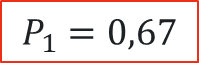 P₁ = 0,67